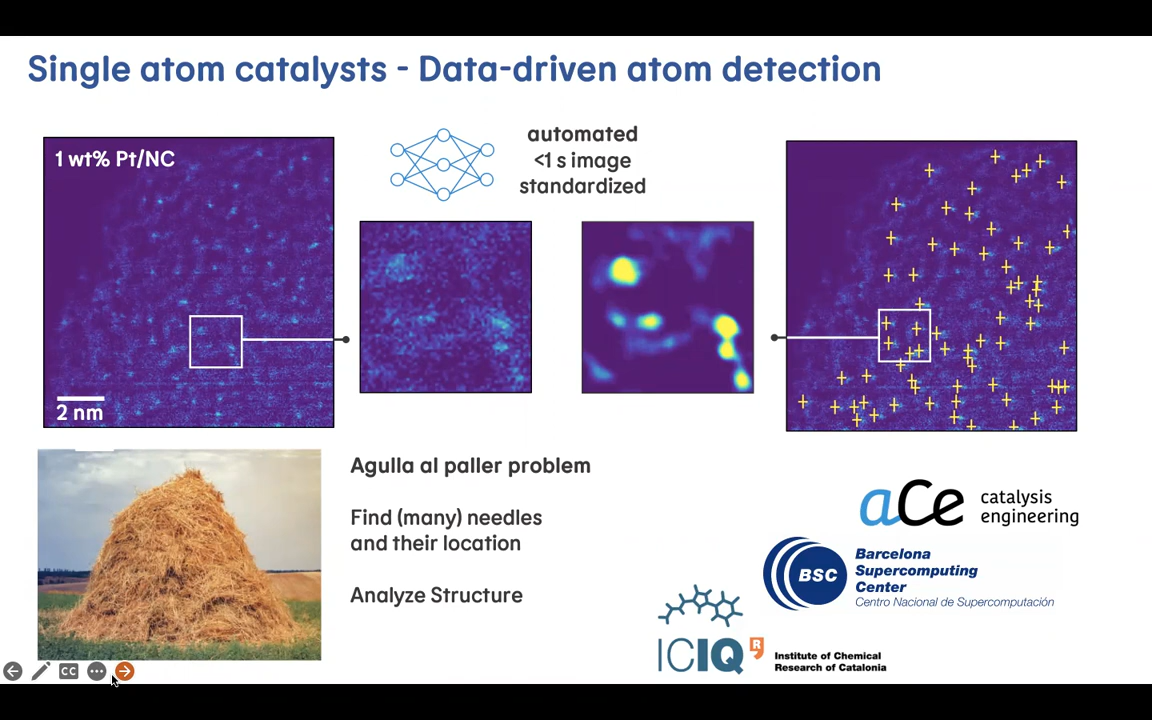 Single atom catalysts - Data-driven atom detection
1 wt% Pt/NC
2 nm
automated
<1 s image
standardized
Agulla al paller problem
Find (many) needles
and their location
Analyze Structure
aCe
catalysis
engineering
BSC
Barcelona
Supercomputing
Center
Centro Nacional de Supercomputación
ICIQR
Institute of Chemical
Research of Catalonia
CC